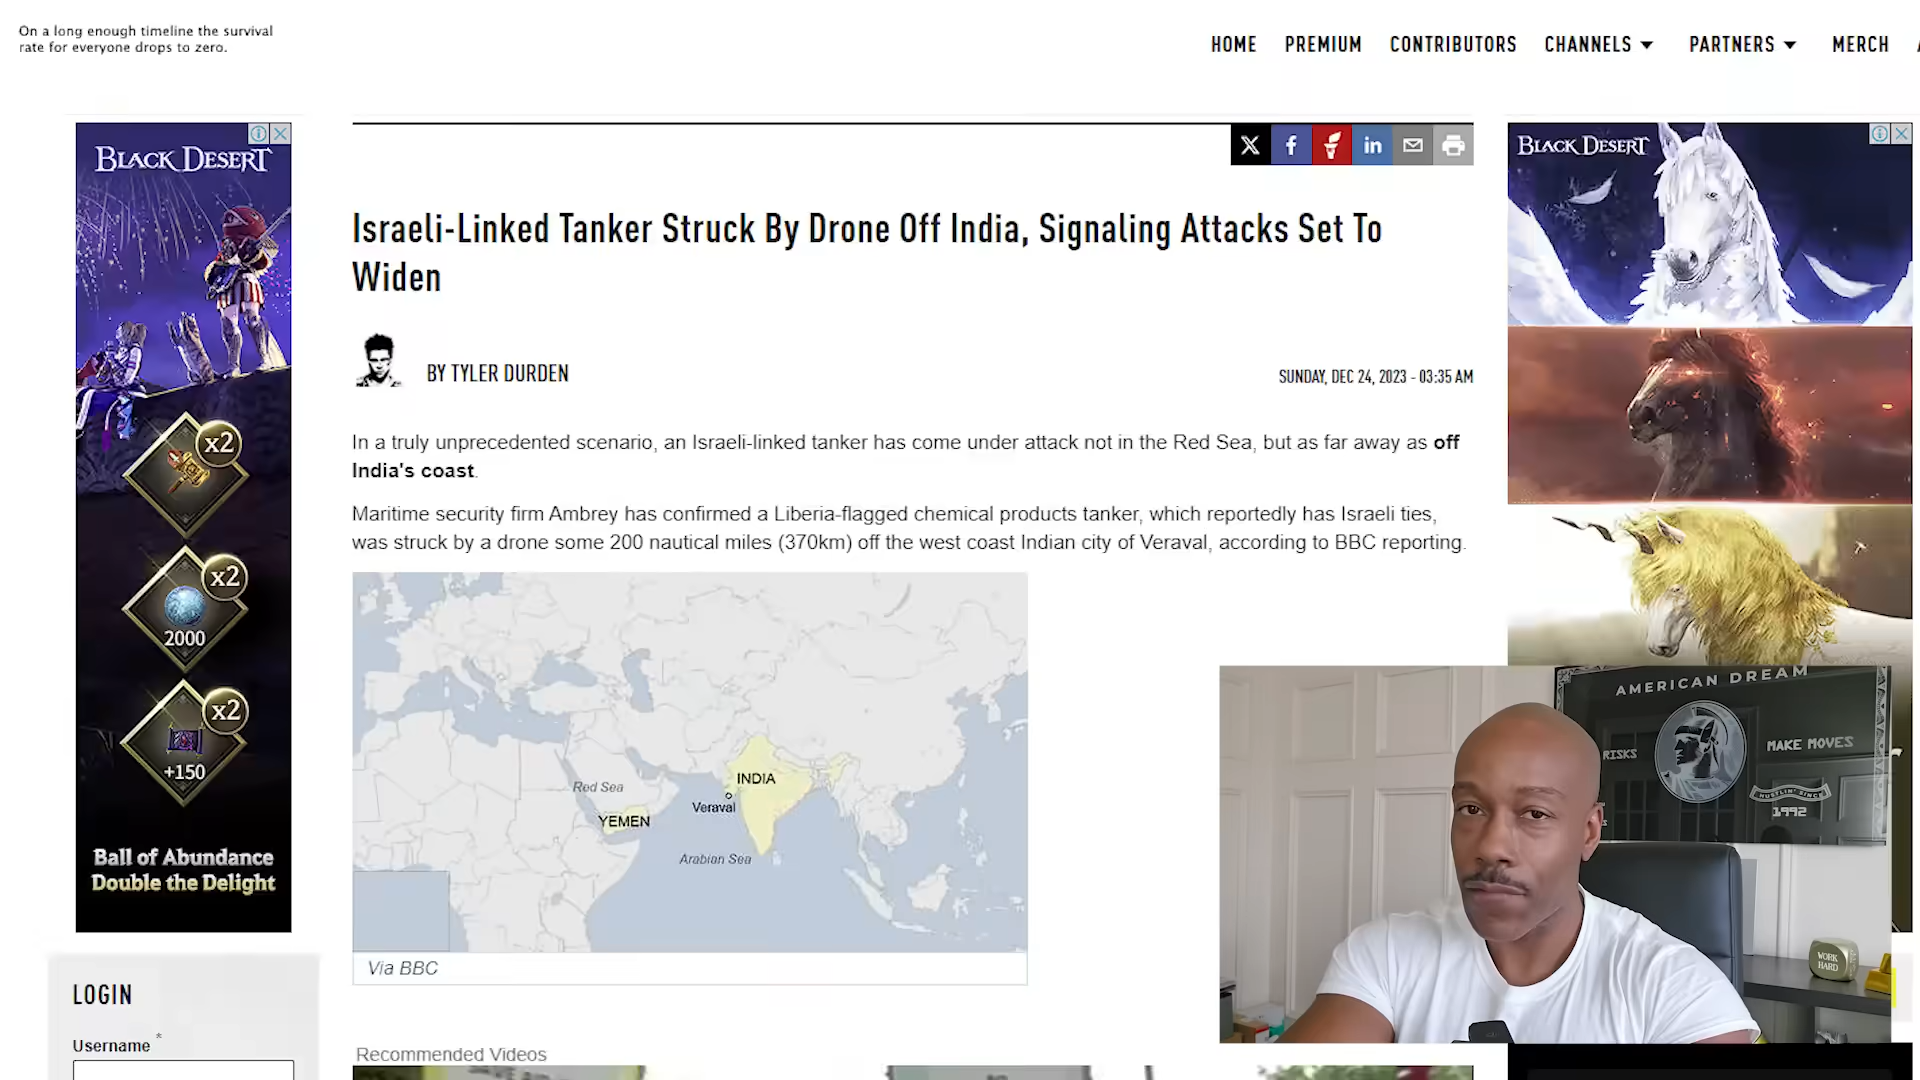 On a long enough timeline the survival
rate for everyone drops to zero.
HOME PREMIUM CONTRIBUTORS CHANNELS PARTNERS MERCH
BLACK DESERT
x2
x2
2000
x2
+150
Ball of Abundance
Double the Delight
LOGIN
Username *
Israeli-Linked Tanker Struck By Drone Off India, Signaling Attacks Set To
Widen
BY TYLER DURDEN
SUNDAY, DEC 24, 2023 - 03:35 AM
In a truly unprecedented scenario, an Israeli-linked tanker has come under attack not in the Red Sea, but as far away as off
India's coast.
Maritime security firm Ambrey has confirmed a Liberia-flagged chemical products tanker, which reportedly has Israeli ties,
was struck by a drone some 200 nautical miles (370km) off the west coast Indian city of Veraval, according to BBC reporting.
INDIA
Red Sea
Veraval
YEMEN
Arabian Sea
Via BBC
Recommended Videos
BLACK DESERT
AMERICAN DREAM
RISKS
MAKE MOVES
HUSTLIN' SINCE
1992
WORK
HARD